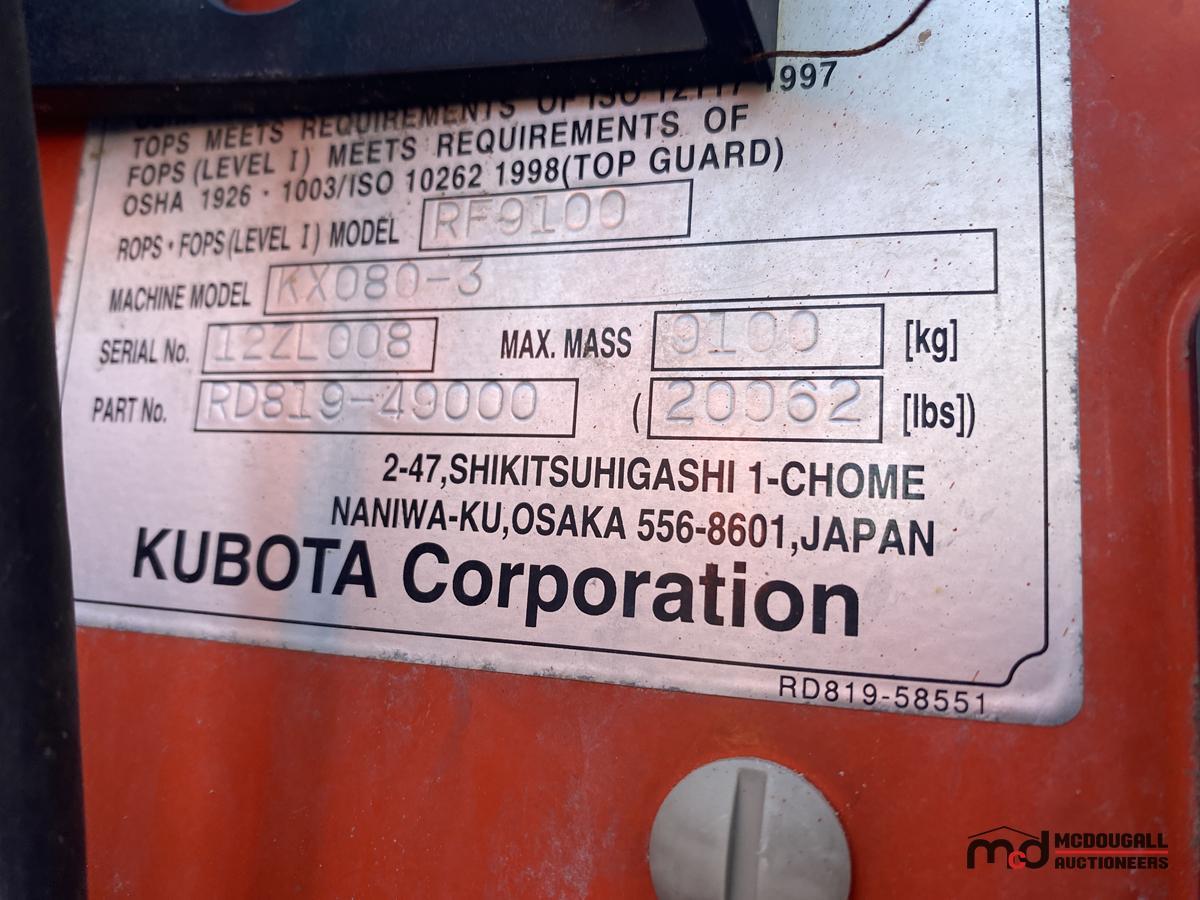 TOPS MEETS REQUIREMENTS OF ISO 12117 1997
FOPS (LEVEL I) MEETS REQUIREMENTS OF
OSHA 1926 · 1003/ISO 10262 1998(TOP GUARD)
ROPS · FOPS(LEVEL I) MODEL RF9100
MACHINE MODEL KX080-3
SERIAL No. 12ZL008 MAX. MASS 9100 [kg]
PART No. RD819-49000 (20062 [lbs])
2-47,SHIKITSUHIGASHI 1-CHOME
NANIWA-KU,OSAKA 556-8601,JAPAN
KUBOTA Corporation
RD819-58551
mcd MCDOUGALL
AUCTIONEERS